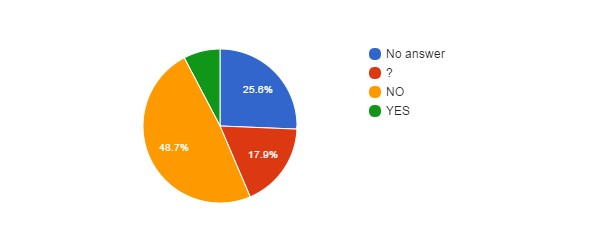 No answer
?
NO
YES
25.6%
17.9%
48.7%